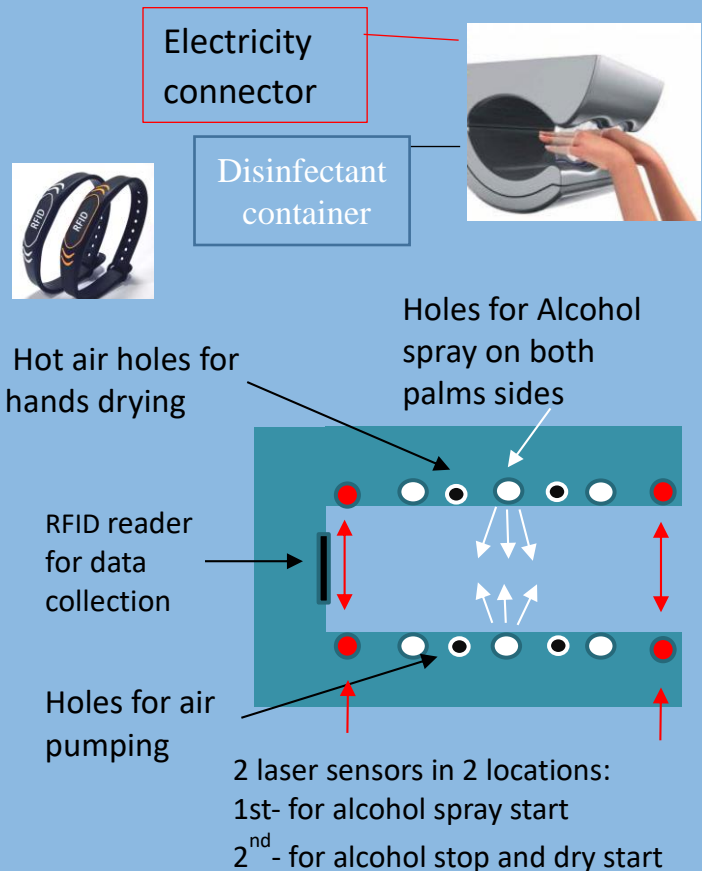 Electricity
connector
Disinfectant
container
RFID
RFID
Holes for Alcohol
spray on both
palms sides
Hot air holes for
hands drying
RFID reader
for data
collection
Holes for air
pumping
2 laser sensors in 2 locations:
1st- for alcohol spray start
2nd- for alcohol stop and dry start